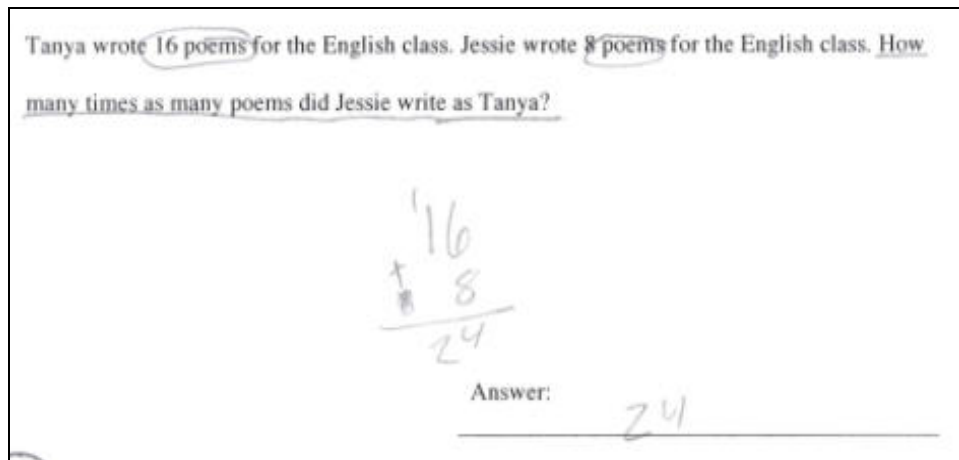 Tanya wrote 16 poems for the English class. Jessie wrote 8 poems for the English class. How
many times as many poems did Jessie write as Tanya?
1
16
+ 8
24
Answer:
24